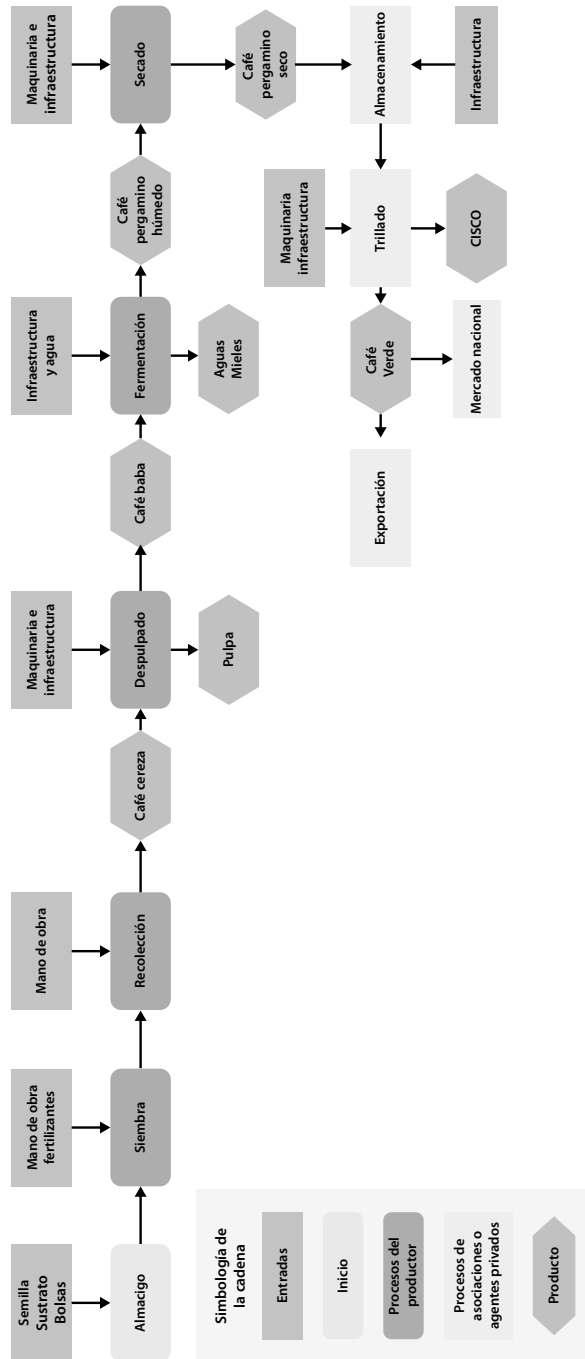 Semilla
Sustrato
Bolsas
Mano de obra
fertilizantes
Mano de obra
Maquinaria e
infraestructura
Infraestructura
y agua
Maquinaria e
infraestructura
Almacigo
Siembra
Recolección
Café cereza
Despulpado
Café baba
Fermentación
Café
pergamino
húmedo
Secado
Pulpa
Aguas
Mieles
Café
pergamino
seco
Maquinaria
infraestructura
Exportación
Café
Verde
Trillado
Almacenamiento
Mercado nacional
CISCO
Infraestructura
Simbología de
la cadena
Entradas
Inicio
Procesos del
productor
Procesos de
asociaciones o
agentes privados
Producto